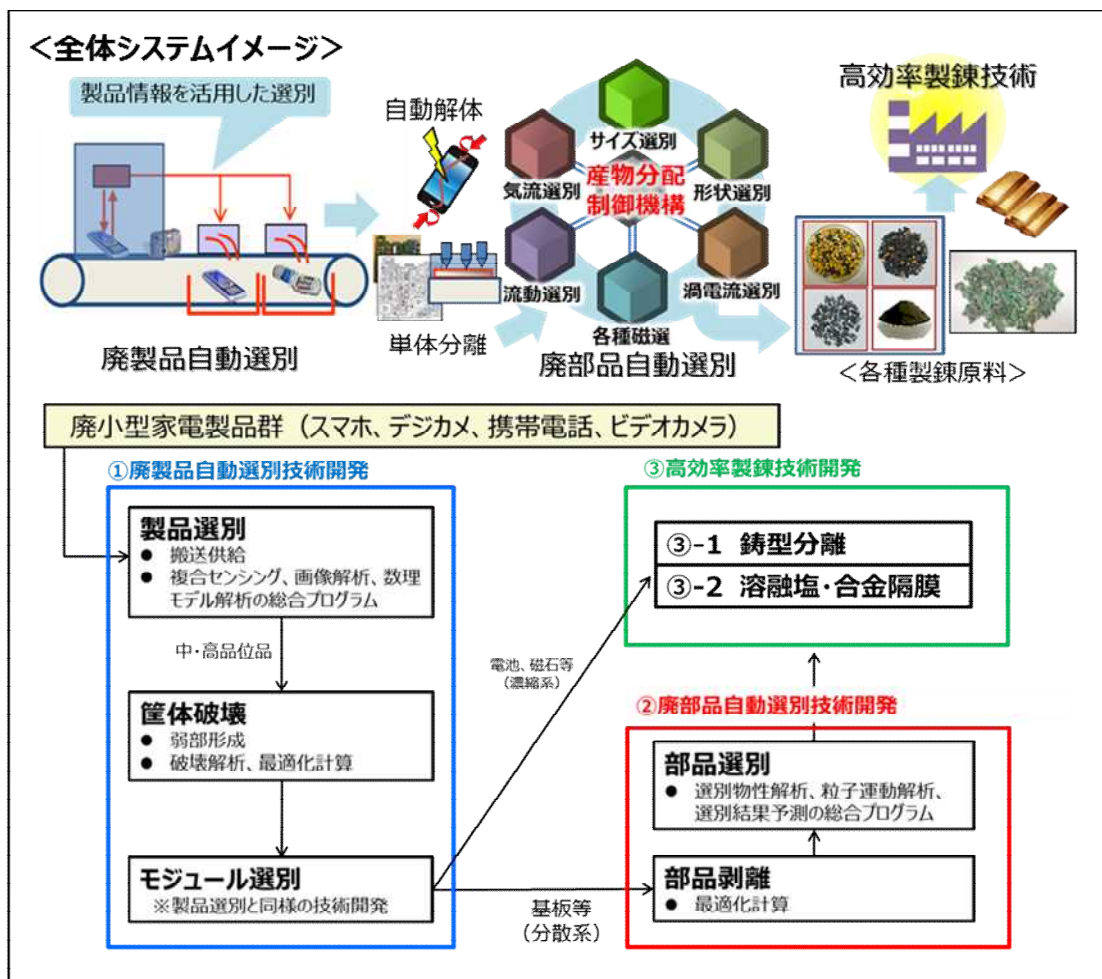 ＜全体システムイメージ＞
製品情報を活用した選別
廃製品自動選別
自動解体
単体分離
サイズ選別
気流選別
形状選別
産物分配
制御機構
流動選別
渦電流選別
各種磁選
廃部品自動選別
高効率製錬技術
＜各種製錬原料＞
廃小型家電製品群（スマホ、デジカメ、携帯電話、ビデオカメラ）
①廃製品自動選別技術開発
製品選別
● 搬送供給
● 複合センシング、画像解析、数理
モデル解析の総合プログラム
中・高品位品
筐体破壊
● 弱部形成
● 破壊解析、最適化計算
モジュール選別
※製品選別と同様の技術開発
電池、磁石等
（濃縮系）
基板等
（分散系）
③高効率製錬技術開発
③-1 鋳型分離
③-2 溶融塩・合金隔膜
②廃部品自動選別技術開発
部品選別
● 選別物性解析、粒子運動解析、
選別結果予測の総合プログラム
部品剥離
● 最適化計算